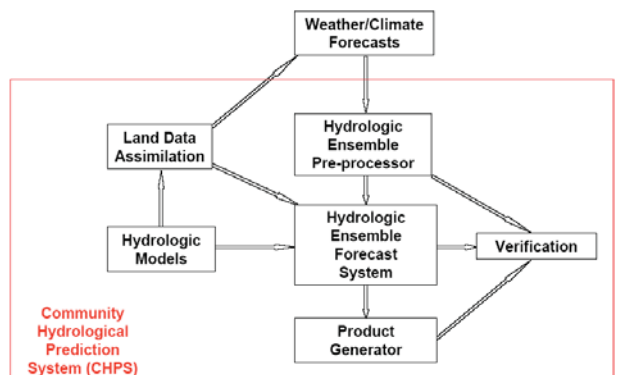 Weather/Climate
Forecasts
Land Data
Assimilation
Hydrologic
Ensemble
Pre-processor
Hydrologic
Models
Hydrologic
Ensemble
Forecast
System
Verification
Community
Hydrological
Prediction
System (CHPS)
Product
Generator